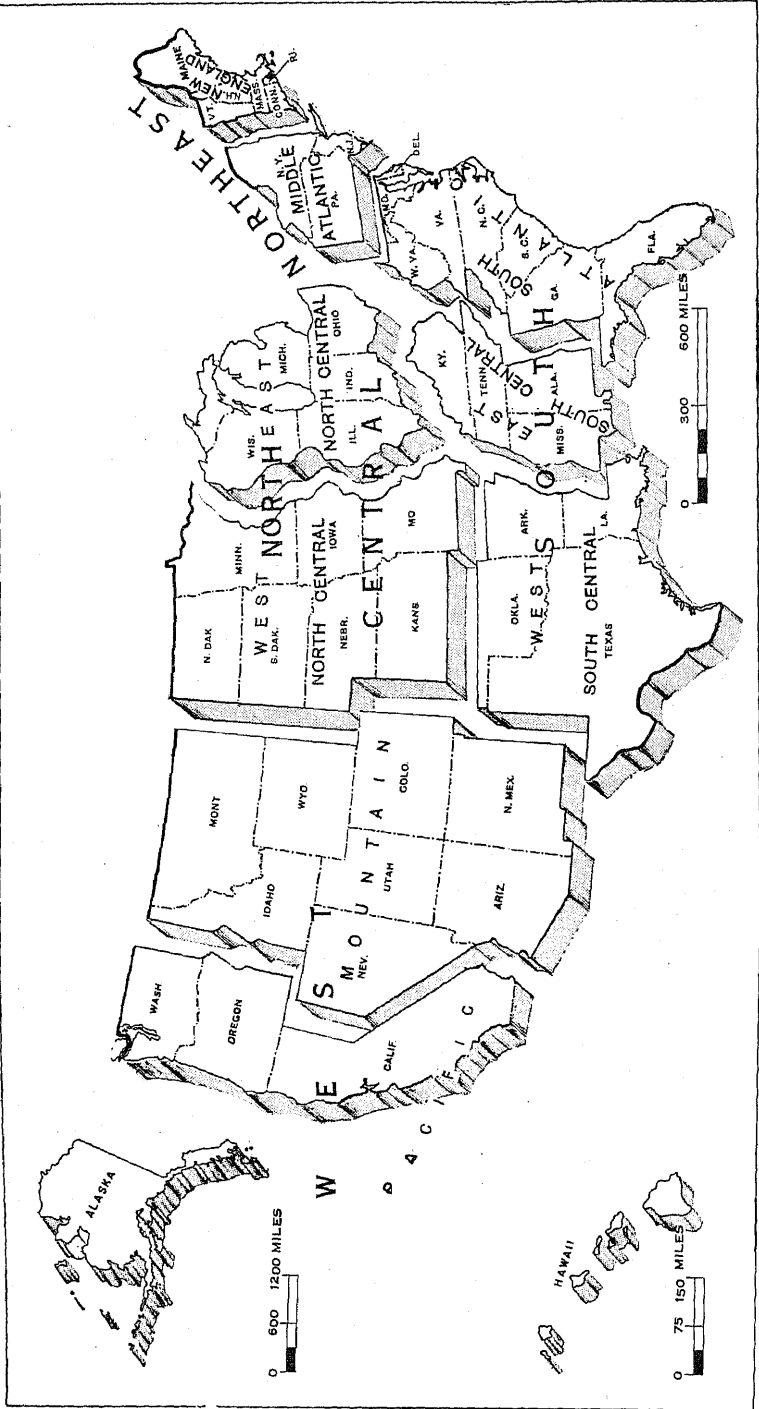 ALASKA
0 600 1200 MILES
HAWAII
0 75 150 MILES
WEST
PACIFIC
WASH
OREGON
CALIF.
MOUNTAIN
MONT
IDAHO
WYO.
NEV.
UTAH
COLO.
ARIZ.
N. MEX.
NORTH CENTRAL
WEST
NORTH CENTRAL
N. DAK
S. DAK.
NEBR.
KANS.
MINN.
IOWA
MO
EAST
NORTH CENTRAL
WIS.
MICH.
ILL.
IND.
OHIO
SOUTH
WEST
SOUTH CENTRAL
OKLA.
TEXAS
ARK.
LA.
EAST
SOUTH CENTRAL
KY.
TENN.
MISS.
ALA.
SOUTH
ATLANTIC
W. VA.
MD.
DEL.
VA.
N.C.
S.C.
GA.
FLA.
NORTHEAST
MIDDLE
ATLANTIC
N.Y.
PA.
N.J.
NEW
ENGLAND
MAINE
VT.
N.H.
MASS.
CONN.
R.I.
0 300 600 MILES